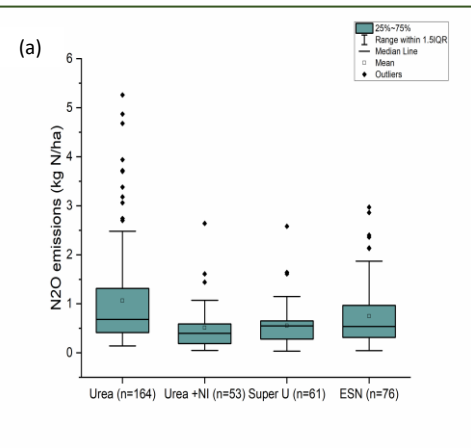 (a)
25%~75%
Range within 1.5IQR
Median Line
Mean
Outliers
N2O emissions (kg N/ha)
6
5
4
3
2
1
0
Urea (n=164) Urea +NI (n=53) Super U (n=61) ESN (n=76)